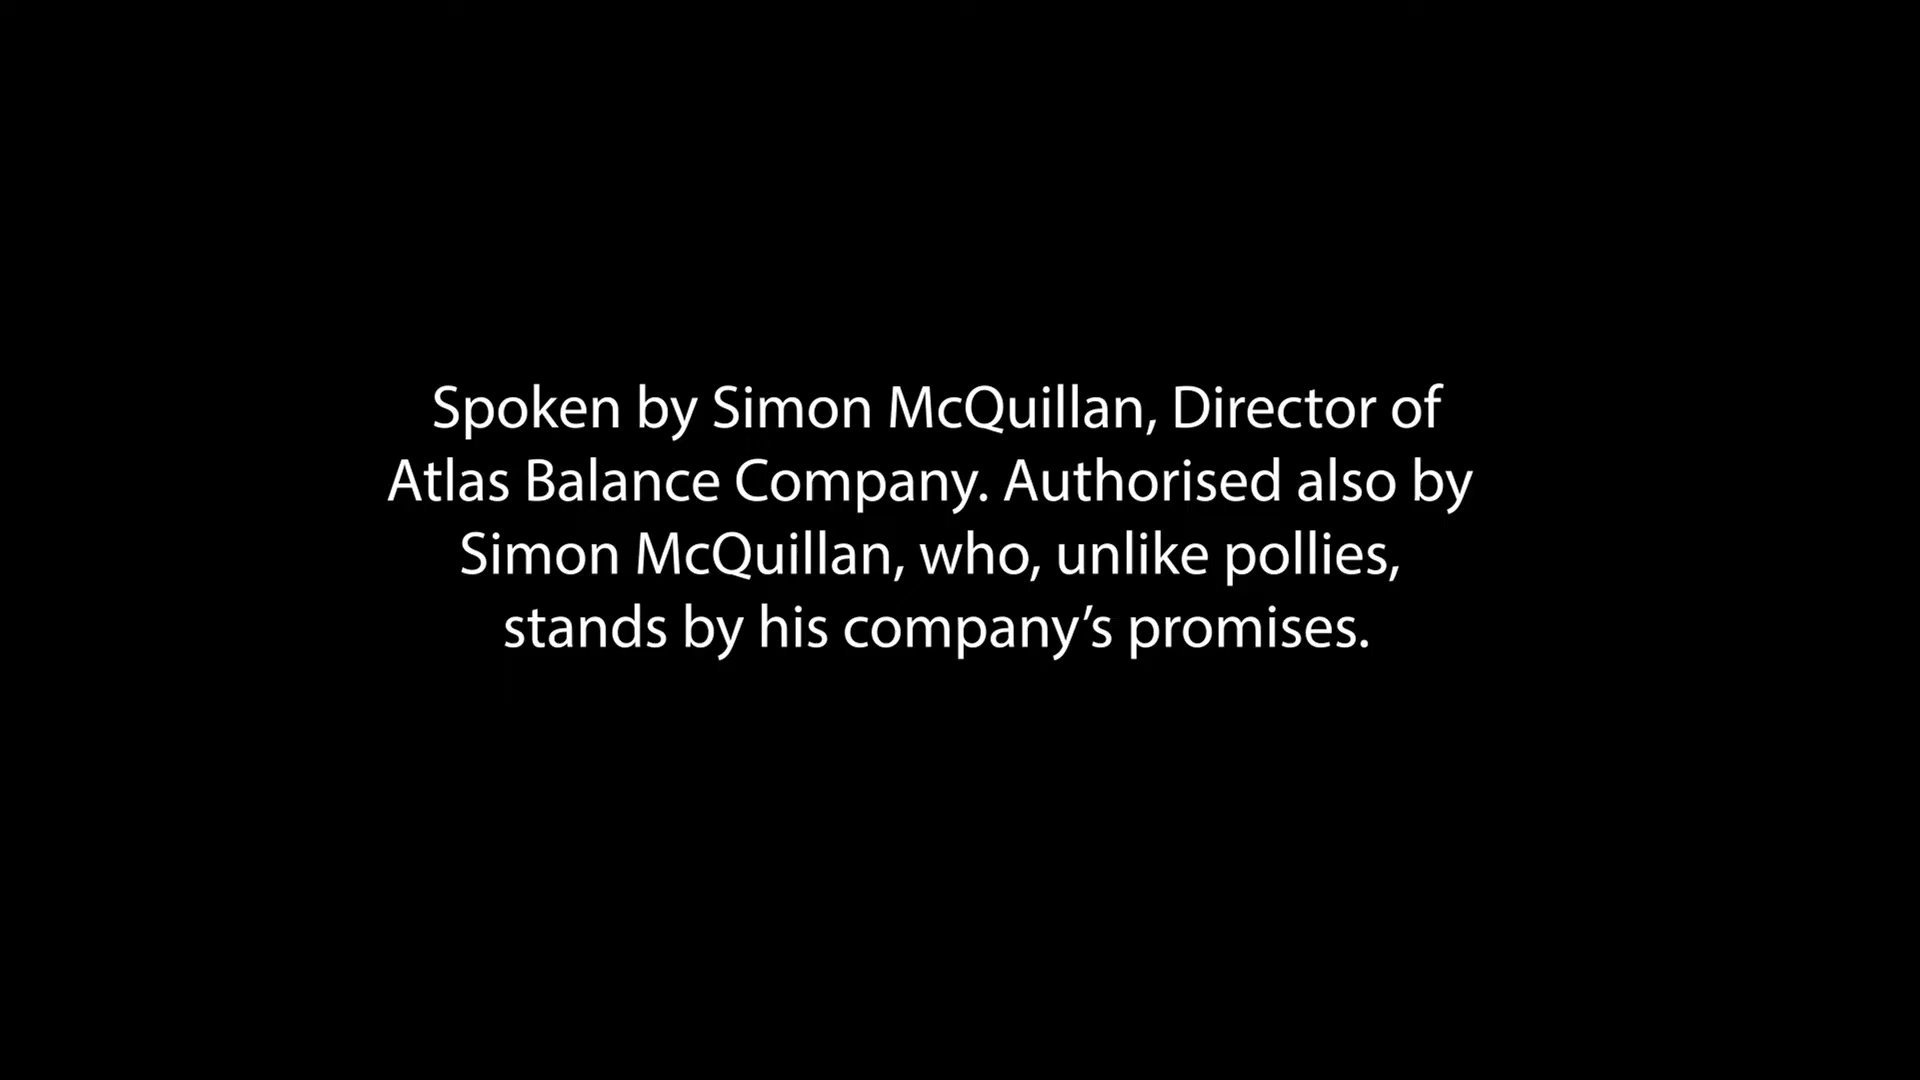 Spoken by Simon McQuillan, Director of
Atlas Balance Company. Authorised also by
Simon McQuillan, who, unlike pollies,
stands by his company’s promises.